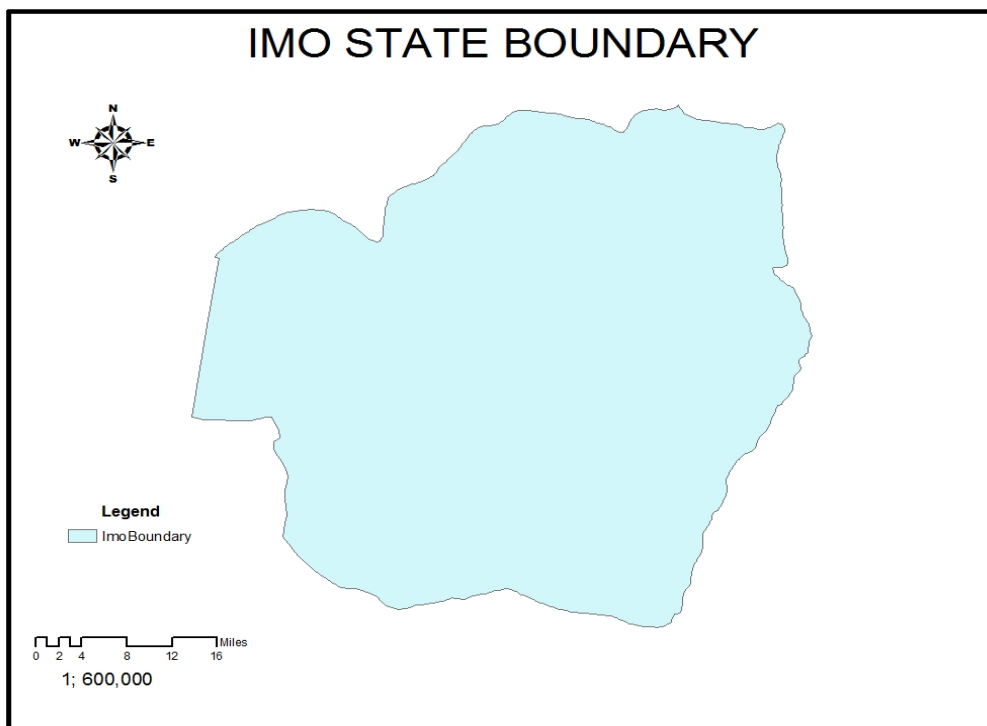 IMO STATE BOUNDARY
N
W E
S
Legend
ImoBoundary
Miles
0 2 4 8 12 16
1; 600,000